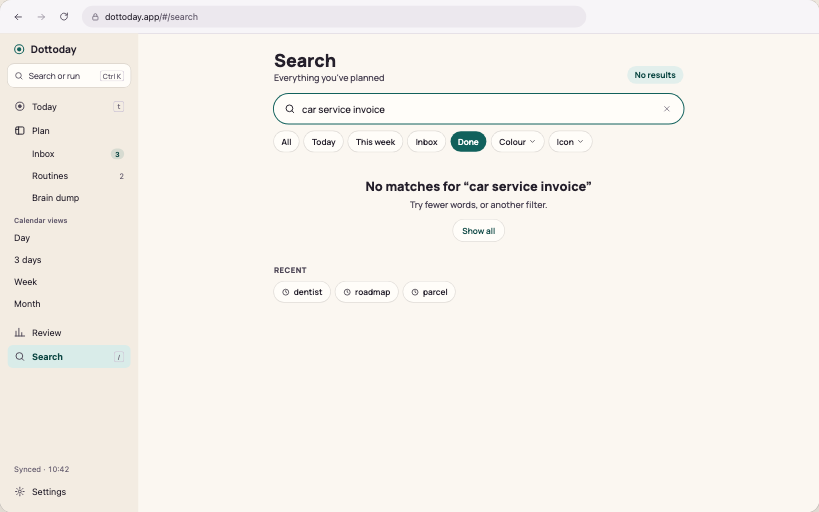 dottoday.app/#/search
Dottoday
Search or run Ctrl K
Today t
Plan
Inbox 3
Routines 2
Brain dump
Calendar views
Day
3 days
Week
Month
Review
Search /
Synced · 10:42
Settings
Search
Everything you've planned
No results
car service invoice
All Today This week Inbox Done Colour Icon
No matches for “car service invoice”
Try fewer words, or another filter.
Show all
RECENT
dentist roadmap parcel